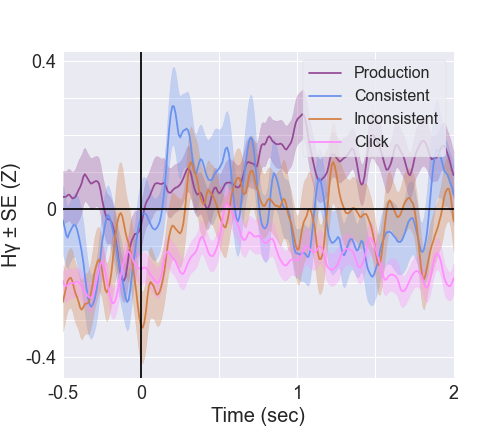 0.4
Production
Consistent
Inconsistent
Click
Hγ ± SE (Z)
0
-0.4
-0.5 0 1 2
Time (sec)